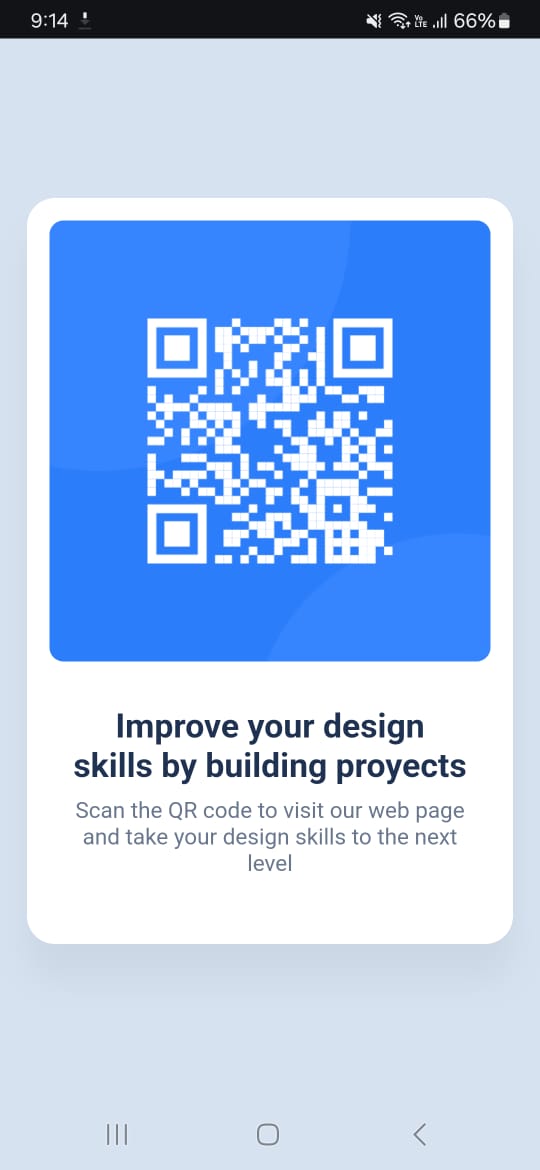 9:14 Vo LTE 66%
Improve your design
skills by building proyects
Scan the QR code to visit our web page
and take your design skills to the next
level